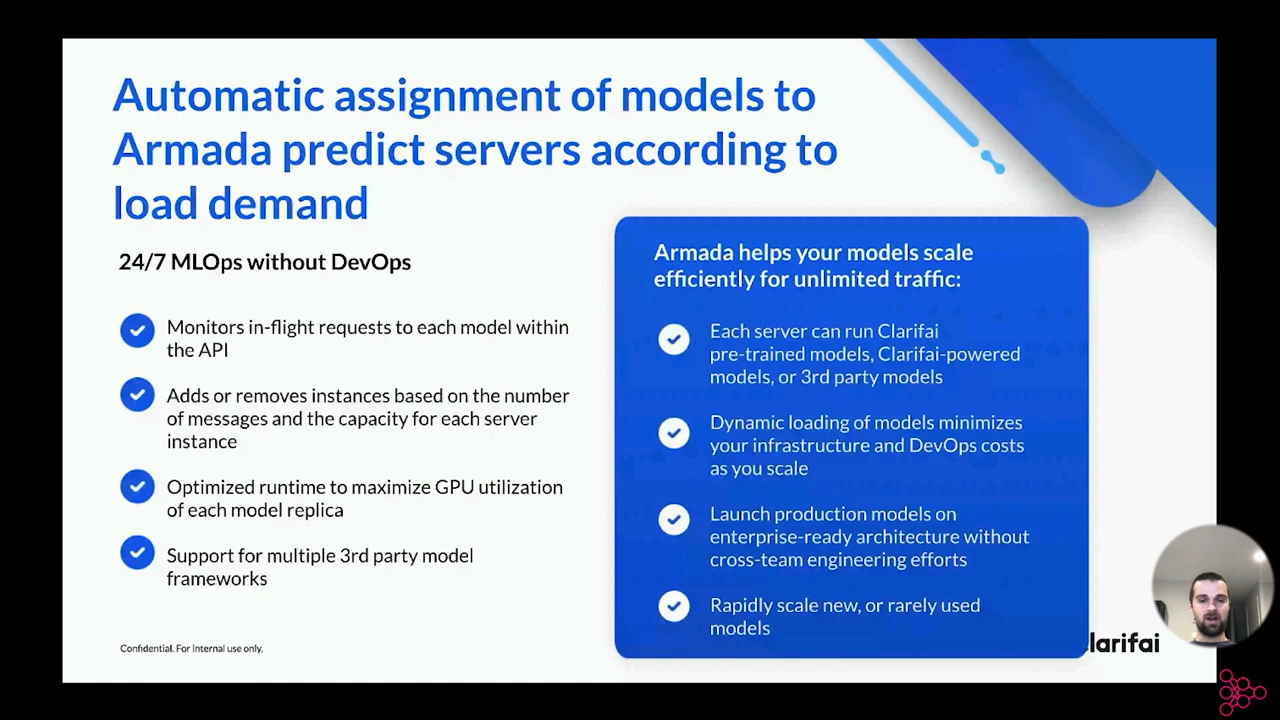 Automatic assignment of models to
Armada predict servers according to
load demand
24/7 MLOps without DevOps
Monitors in-flight requests to each model within
the API
Adds or removes instances based on the number
of messages and the capacity for each server
instance
Optimized runtime to maximize GPU utilization
of each model replica
Support for multiple 3rd party model
frameworks
Armada helps your models scale
efficiently for unlimited traffic:
Each server can run Clarifai
pre-trained models, Clarifai-powered
models, or 3rd party models
Dynamic loading of models minimizes
your infrastructure and DevOps costs
as you scale
Launch production models on
enterprise-ready architecture without
cross-team engineering efforts
Rapidly scale new, or rarely used
models
Confidential. For internal use only.
larifai